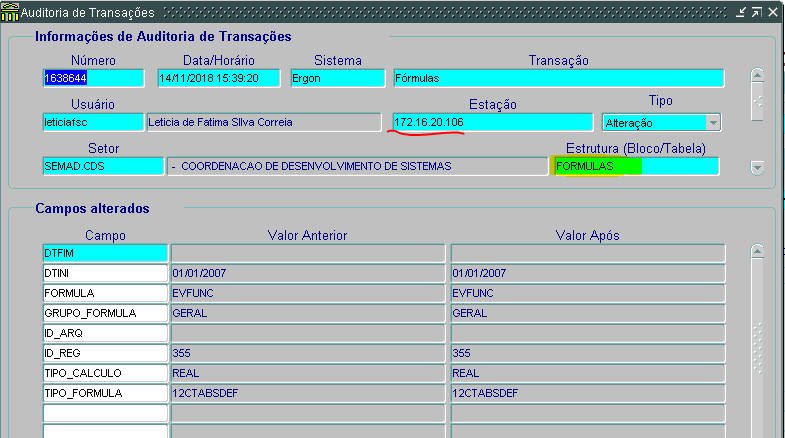 Auditoria de Transações
Informações de Auditoria de Transações
Número Data/Horário Sistema Transação
1638644 14/11/2018 15:39:20 Ergon Fórmulas
Usuário Estação Tipo
leticiafsc Leticia de Fatima SIlva Correia 172.16.20.106 Alteração
Setor Estrutura (Bloco/Tabela)
SEMAD.CDS - COORDENACAO DE DESENVOLVIMENTO DE SISTEMAS FORMULAS
Campos alterados
Campo Valor Anterior Valor Após
DTFIM
DTINI 01/01/2007 01/01/2007
FORMULA EVFUNC EVFUNC
GRUPO_FORMULA GERAL GERAL
ID_ARQ
ID_REG 355 355
TIPO_CALCULO REAL REAL
TIPO_FORMULA 12CTABSDEF 12CTABSDEF